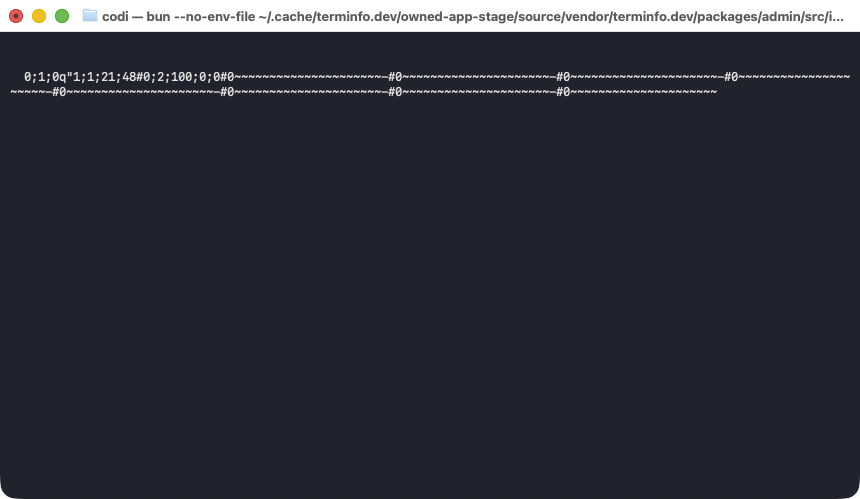 codi — bun --no-env-file ~/.cache/terminfo.dev/owned-app-stage/source/vendor/terminfo.dev/packages/admin/src/i...
0;1;0q"1;1;21;48#0;2;100;0;0#0~~~~~~~~~~~~~~~~~~~~~-#0~~~~~~~~~~~~~~~~~~~~~-#0~~~~~~~~~~~~~~~~~~~~~-#0~~~~~~~~~~~~~~~~
~~~~~-#0~~~~~~~~~~~~~~~~~~~~~-#0~~~~~~~~~~~~~~~~~~~~~-#0~~~~~~~~~~~~~~~~~~~~~-#0~~~~~~~~~~~~~~~~~~~~~